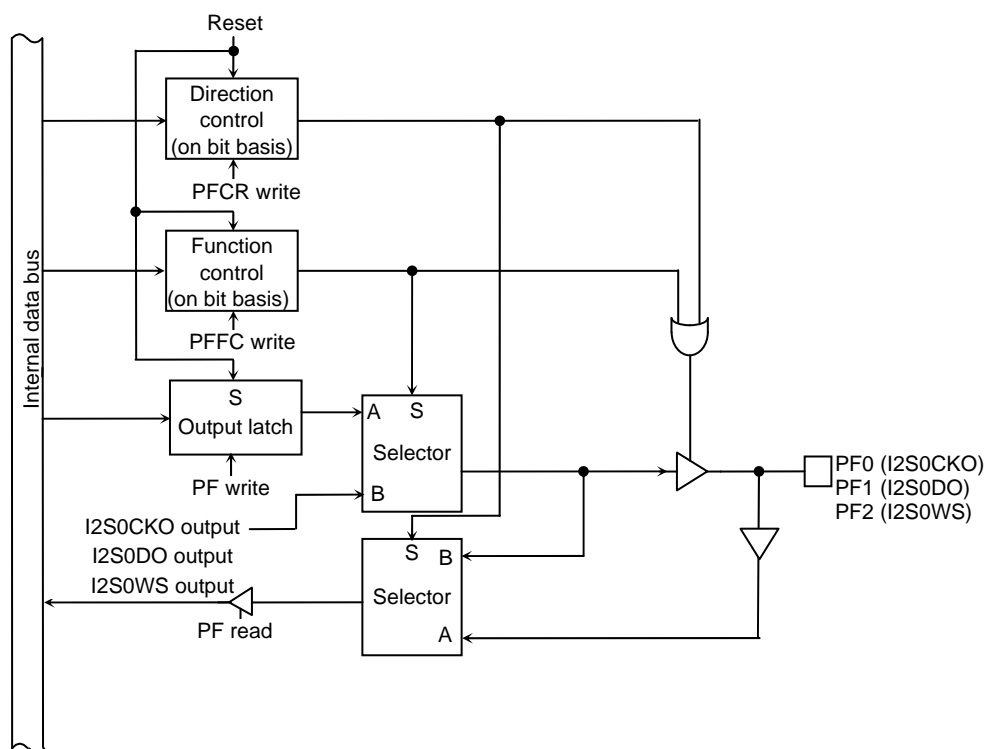 Reset
Direction
control
(on bit basis)
PFCR write
Internal data bus
Function
control
(on bit basis)
PFFC write
S
Output latch
PF write
A
S
Selector
B
I2S0CKO output
I2S0DO output
I2S0WS output
PF0 (I2S0CKO)
PF1 (I2S0DO)
PF2 (I2S0WS)
S
B
Selector
A
PF read